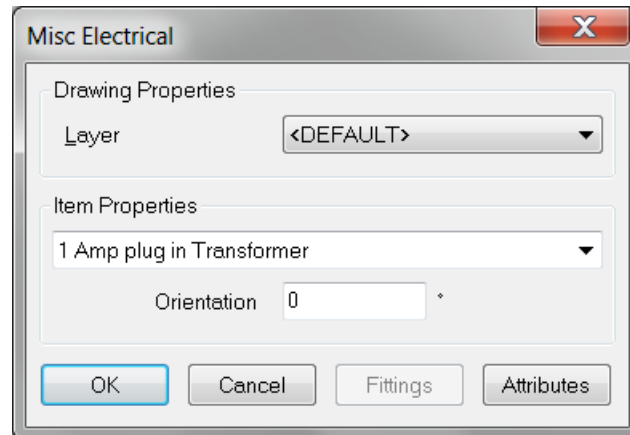 Misc Electrical
Drawing Properties
Layer <DEFAULT>
Item Properties
1 Amp plug in Transformer
Orientation 0 °
OK Cancel Fittings Attributes